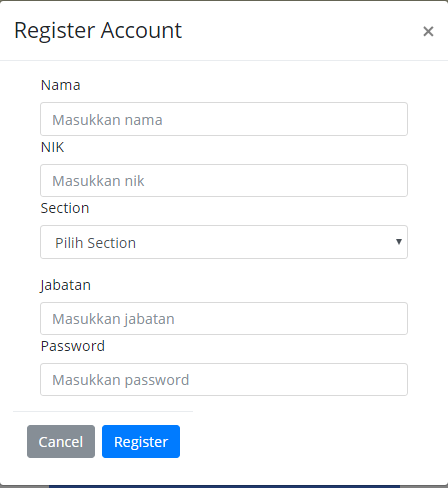 Register Account
×
Nama
Masukkan nama
NIK
Masukkan nik
Section
Pilih Section
Jabatan
Masukkan jabatan
Password
Masukkan password
Cancel Register